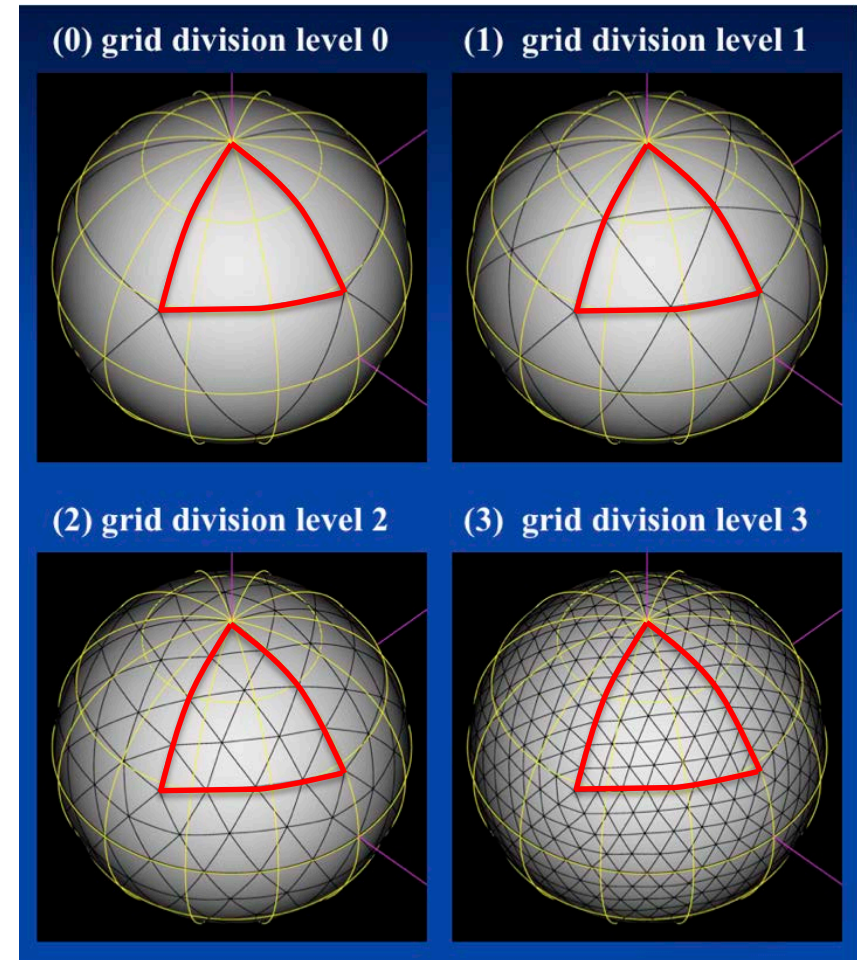 (0) grid division level 0
(1) grid division level 1
(2) grid division level 2
(3) grid division level 3